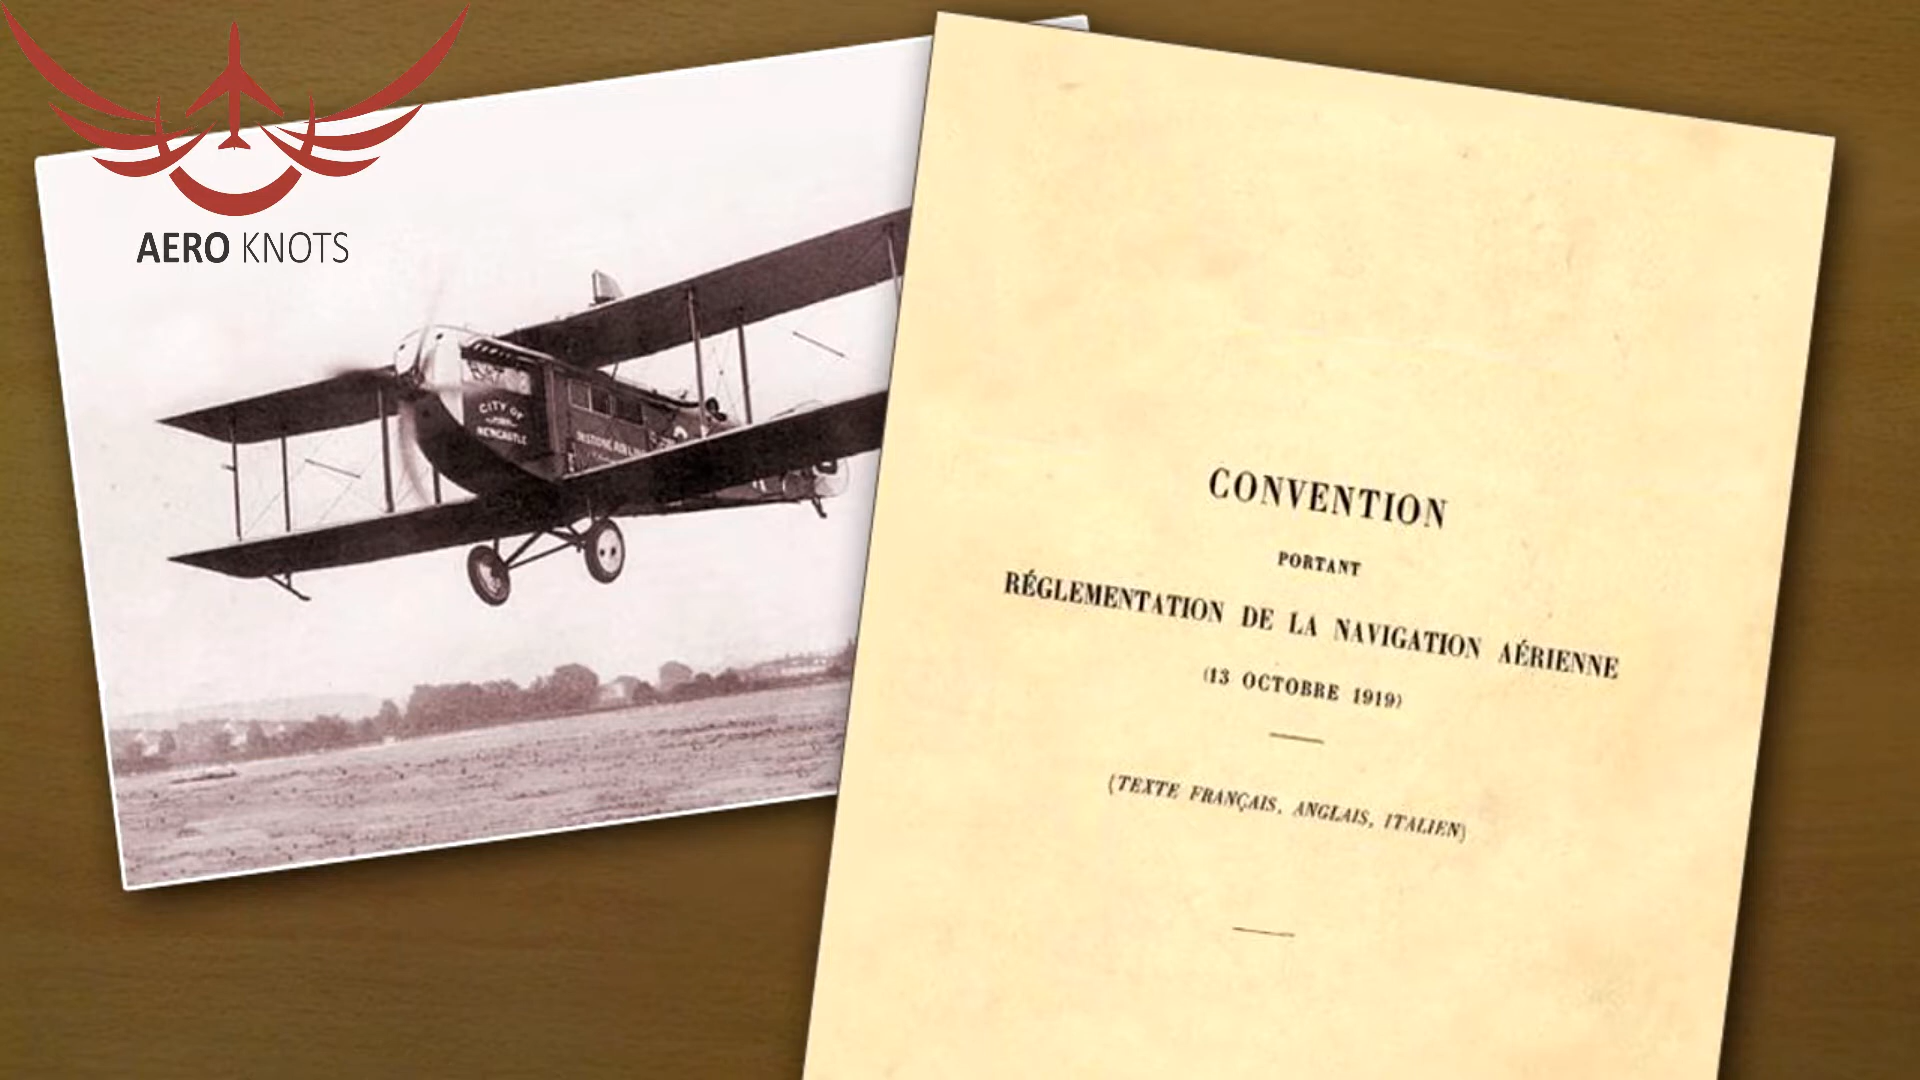 AERO KNOTS
CITY OF
NEWCASTLE
CONVENTION
PORTANT
RÉGLEMENTATION DE LA NAVIGATION AÉRIENNE
(13 OCTOBRE 1919)
(TEXTE FRANÇAIS, ANGLAIS, ITALIEN)